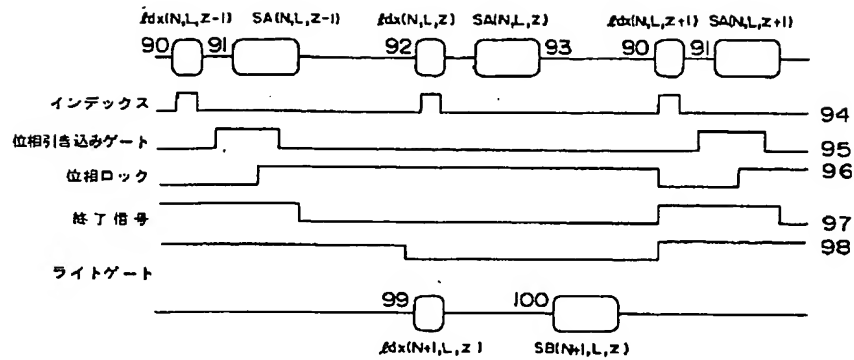 ℓdx(N,L,Z-1) SA(N,L,Z-1) ℓdx(N,L,Z) SA(N,L,Z) ℓdx(N,L,Z+1) SA(N,L,Z+1)
90 91 92 93 90 91
インデックス 94
位相引き込みゲート 95
位相ロック 96
終了信号 97
98
ライトゲート
99 100
ℓdx(N+1,L,Z) SB(N+1,L,Z)